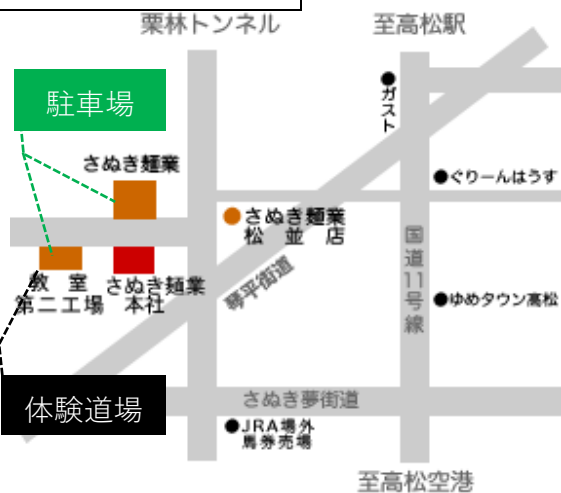 栗林トンネル
至高松駅
駐車場
●ガスト
さぬき麺業
●ぐりーんはうす
●さぬき麺業
松並店
国道11号線
教室
第二工場
さぬき麺業
本社
琴平街道
●ゆめタウン高松
体験道場
さぬき夢街道
●JRA場外
馬券売場
至高松空港